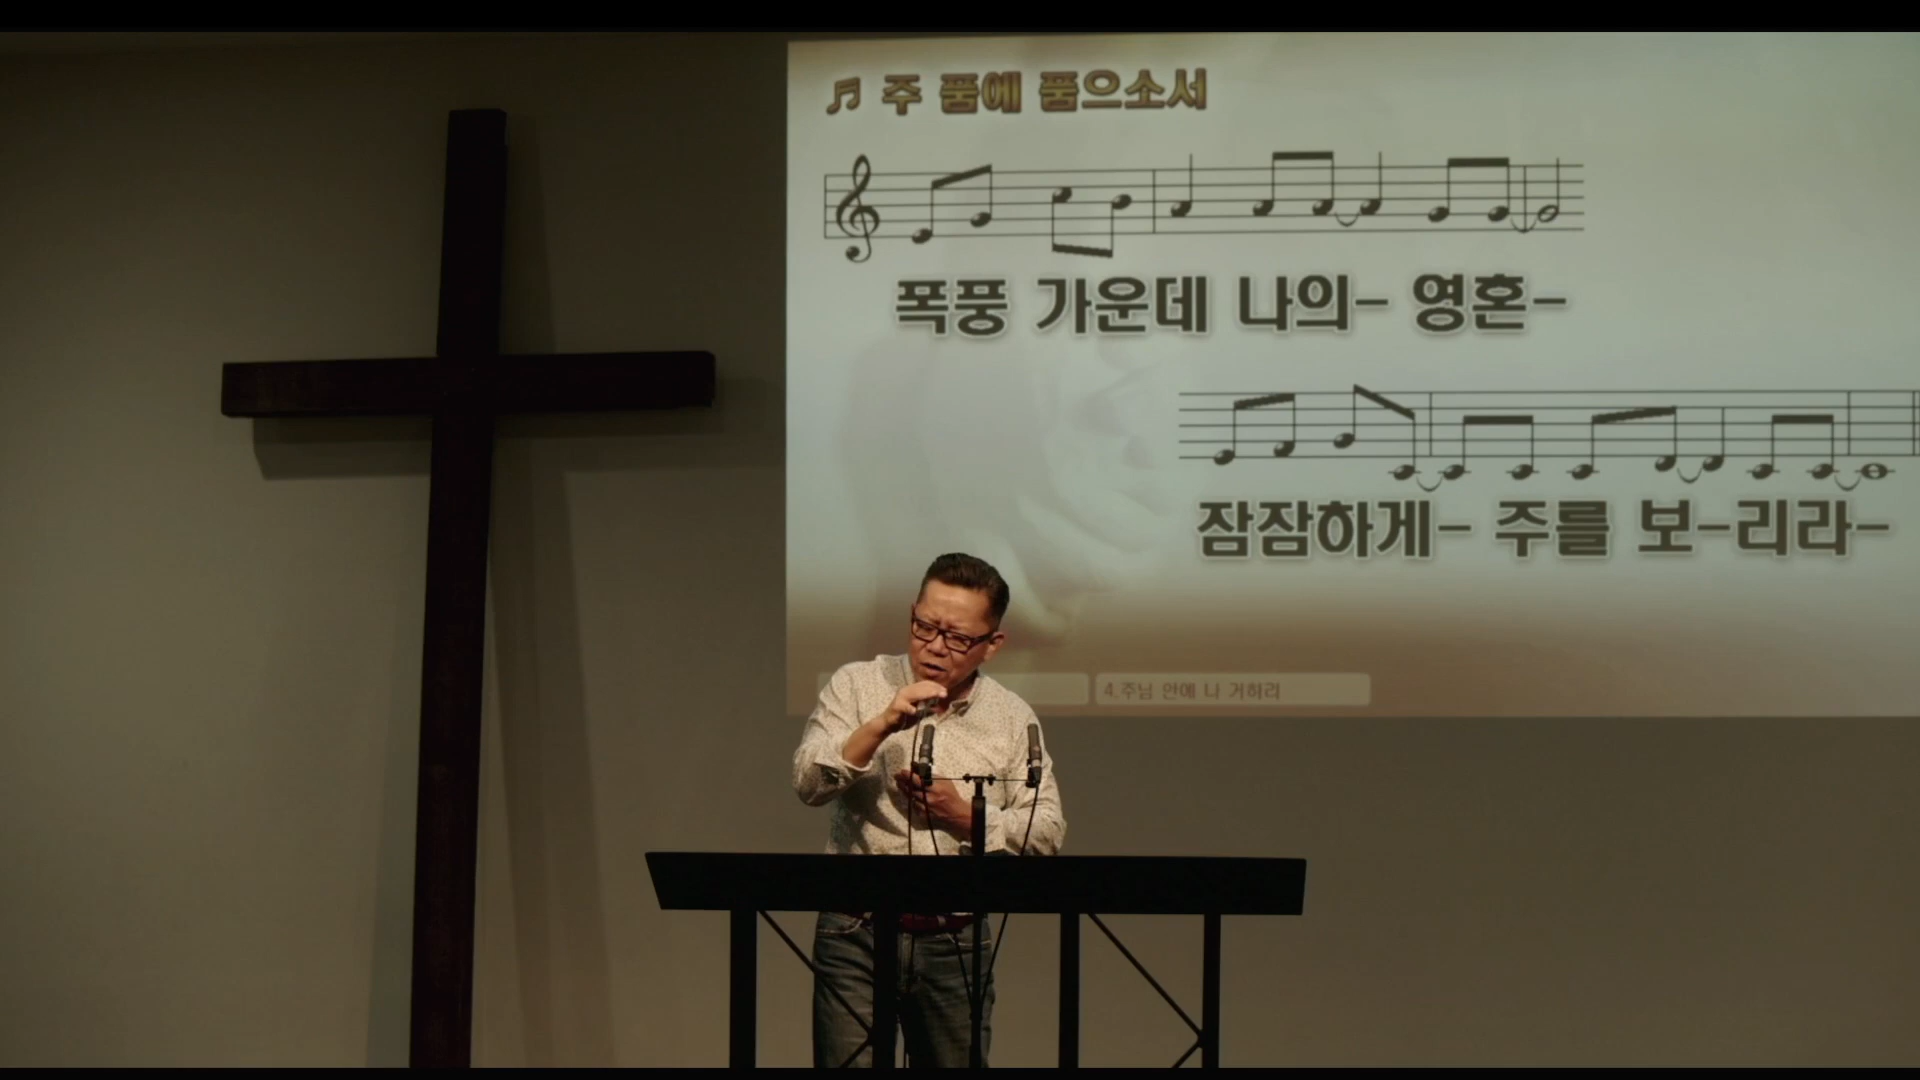 ♬ 주 품에 품으소서
폭풍 가운데 나의- 영혼-
잠잠하게- 주를 보-리라-
4.주님 안에 나 거하리